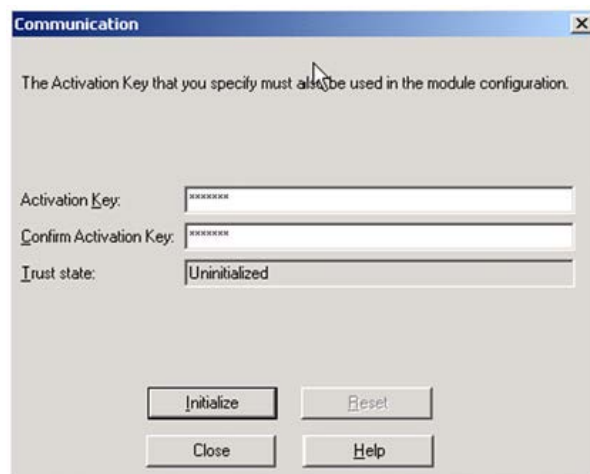 Communication
The Activation Key that you specify must also be used in the module configuration.
Activation Key: *******
Confirm Activation Key: *******
Trust state: Uninitialized
Initialize Reset
Close Help